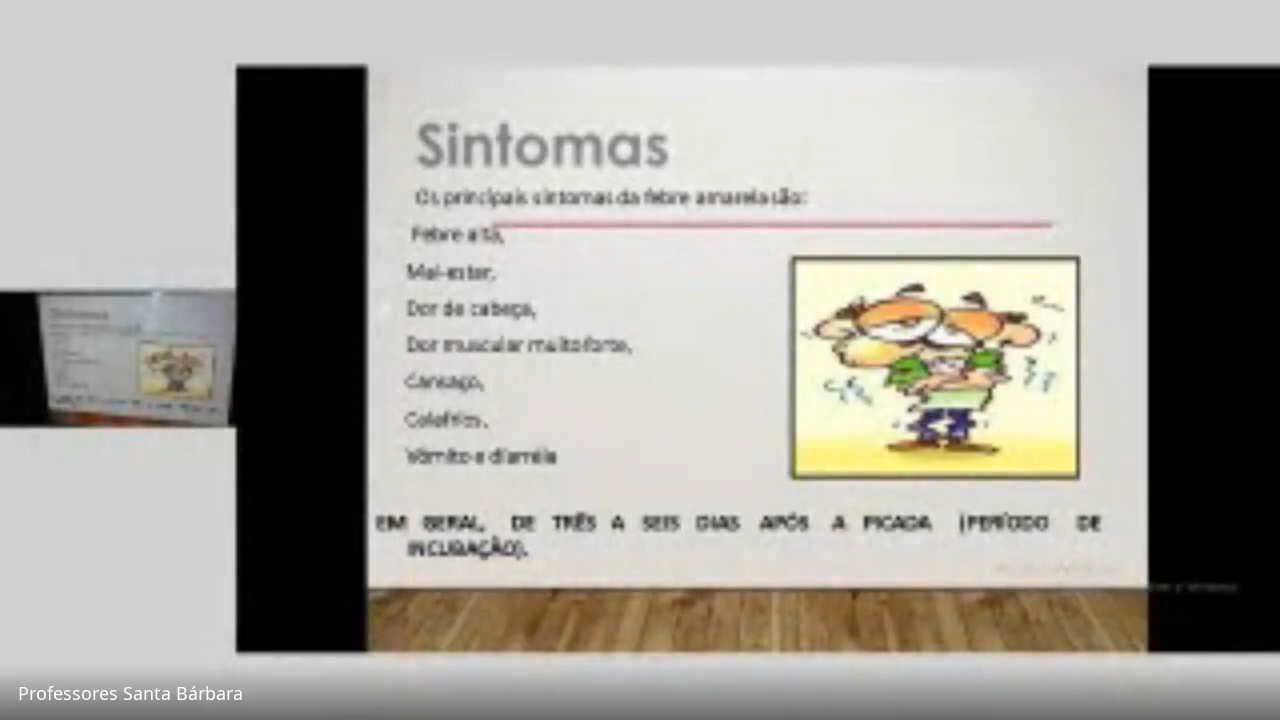 Sintomas
Os principais sintomas da febre amarela são:
Febre alta,
Mal-estar,
Dor de cabeça,
Dor muscular muito forte,
Cansaço,
Calafrios,
Vômito e diarréia
EM GERAL, DE TRÊS A SEIS DIAS APÓS A PICADA (PERÍODO DE
INCUBAÇÃO).
Professores Santa Bárbara